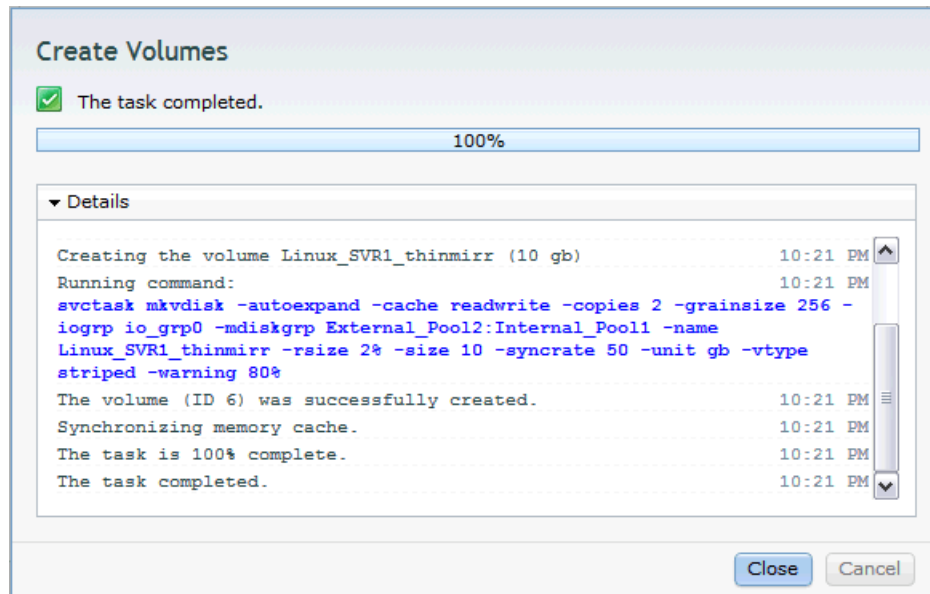 Create Volumes
The task completed.
100%
Details
Creating the volume Linux_SVR1_thinmirr (10 gb) 10:21 PM
Running command: 10:21 PM
svctask mkvdisk -autoexpand -cache readwrite -copies 2 -grainsize 256 -
iogrp io_grp0 -mdiskgrp External_Pool2:Internal_Pool1 -name
Linux_SVR1_thinmirr -rsize 2% -size 10 -syncrate 50 -unit gb -vtype
striped -warning 80%
The volume (ID 6) was successfully created. 10:21 PM
Synchronizing memory cache. 10:21 PM
The task is 100% complete. 10:21 PM
The task completed. 10:21 PM
Close Cancel